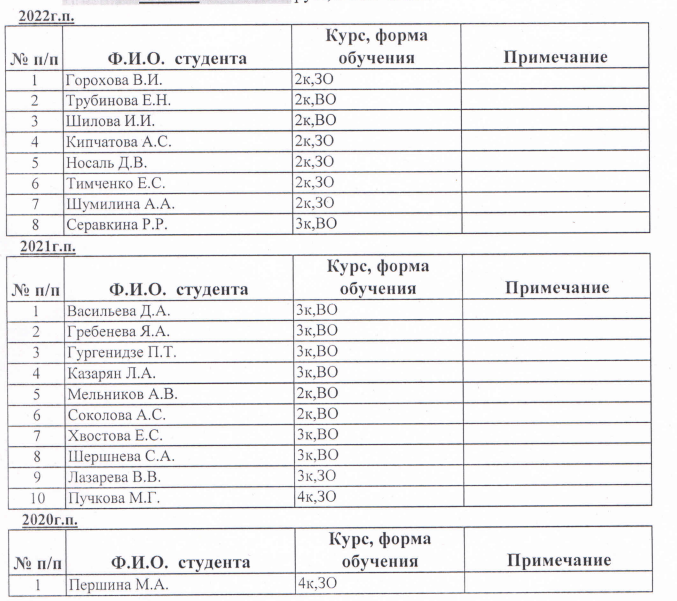 2022г.п.
№ п/п Ф.И.О. студента Курс, форма обучения Примечание
1 Горохова В.И. 2к,ЗО
2 Трубинова Е.Н. 2к,ВО
3 Шилова И.И. 2к,ВО
4 Кипчатова А.С. 2к,ЗО
5 Носаль Д.В. 2к,ЗО
6 Тимченко Е.С. 2к,ЗО
7 Шумилина А.А. 2к,ЗО
8 Серавкина Р.Р. 3к,ВО
2021г.п.
№ п/п Ф.И.О. студента Курс, форма обучения Примечание
1 Васильева Д.А. 3к,ВО
2 Гребенева Я.А. 3к,ВО
3 Гургенидзе П.Т. 3к,ВО
4 Казарян Л.А. 3к,ВО
5 Мельников А.В. 2к,ВО
6 Соколова А.С. 2к,ВО
7 Хвостова Е.С. 3к,ВО
8 Шершнева С.А. 3к,ВО
9 Лазарева В.В. 3к,ЗО
10 Пучкова М.Г. 4к,ЗО
2020г.п.
№ п/п Ф.И.О. студента Курс, форма обучения Примечание
1 Першина М.А. 4к,ЗО